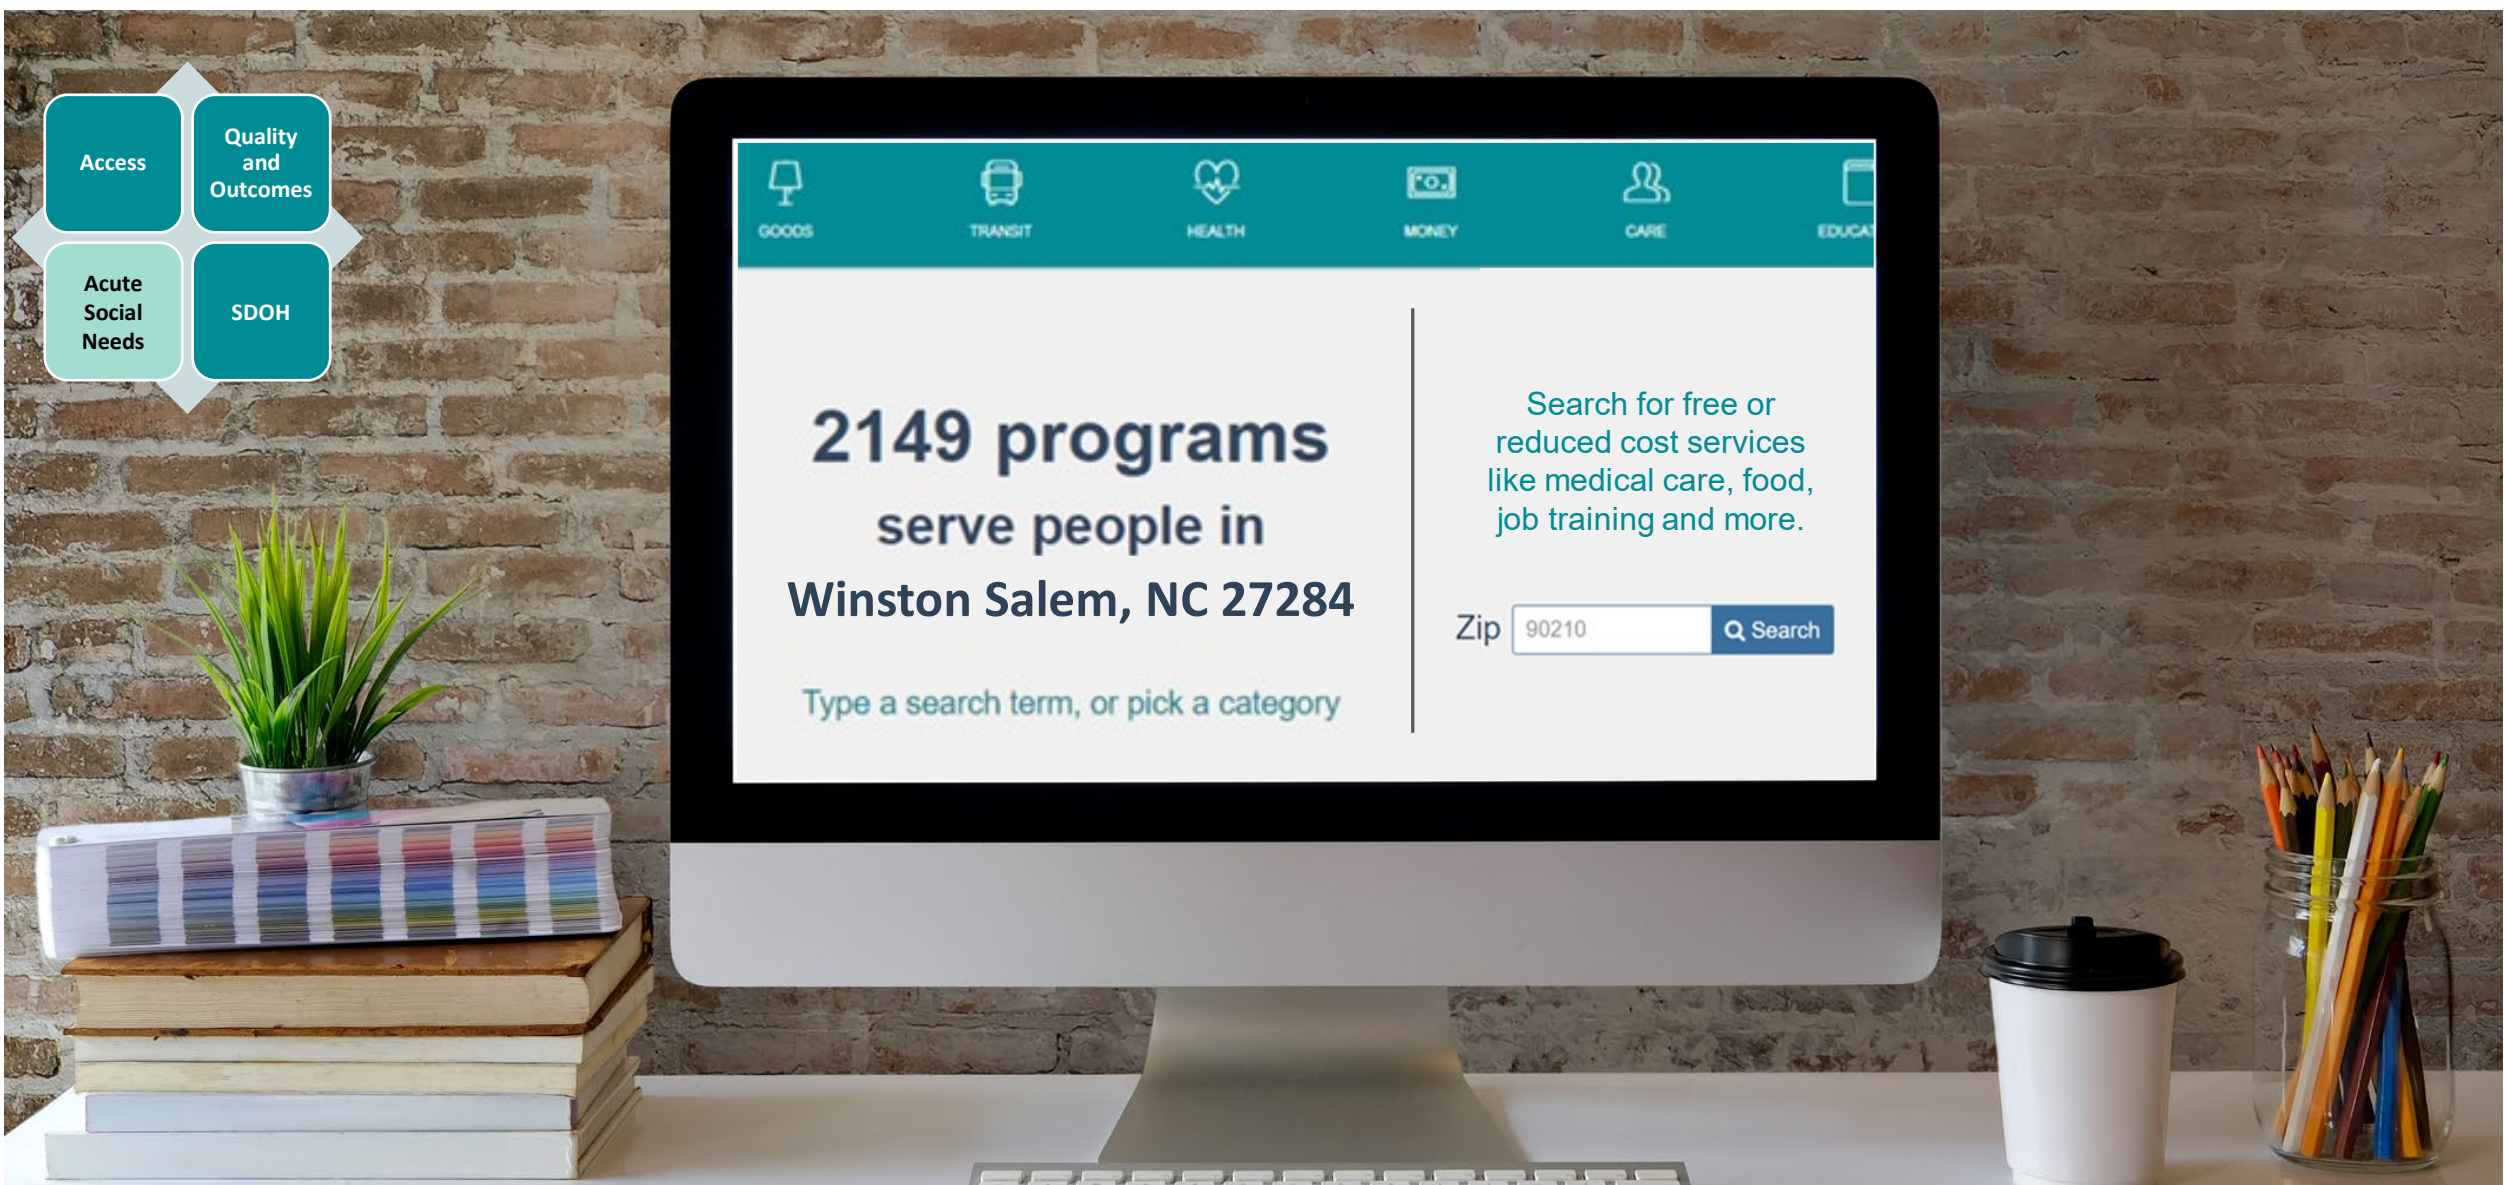 Access
Quality
and
Outcomes
Acute
Social
Needs
SDOH
GOODS
TRANSIT
HEALTH
MONEY
CARE
EDUCAT
2149 programs
serve people in
Winston Salem, NC 27284
Type a search term, or pick a category
Search for free or
reduced cost services
like medical care, food,
job training and more.
Zip 90210 Search